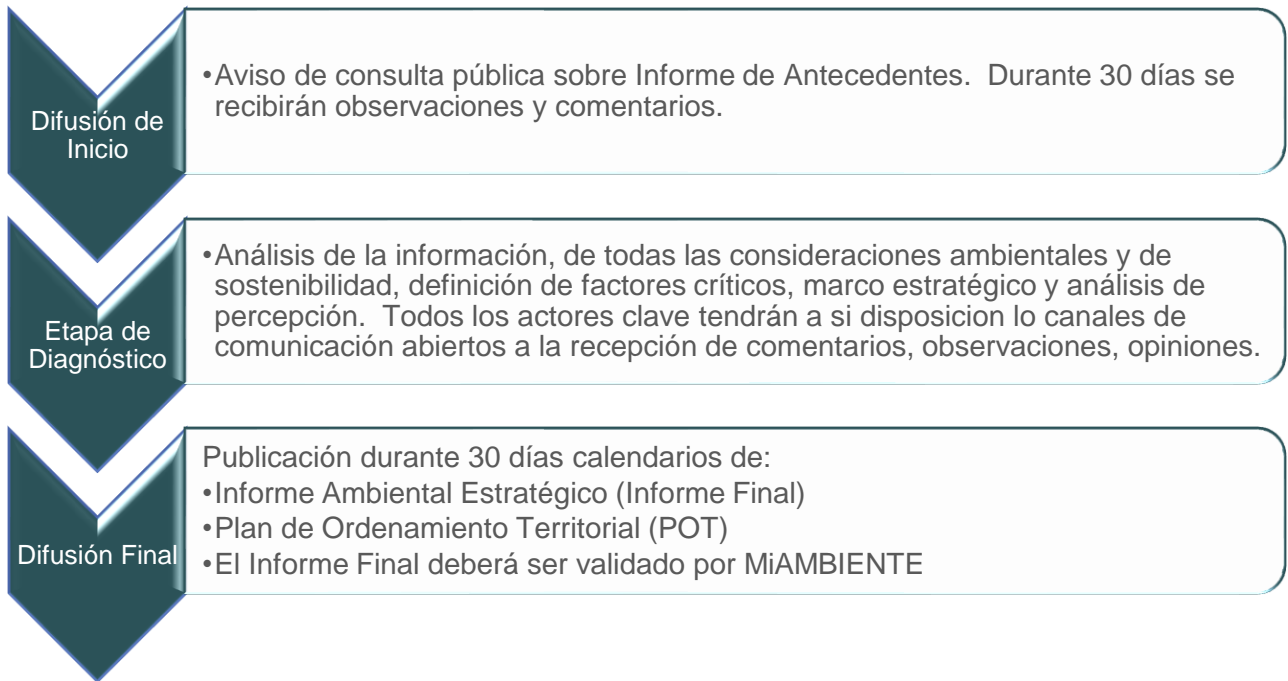 Difusión de
Inicio
•Aviso de consulta pública sobre Informe de Antecedentes.  Durante 30 días se
recibirán observaciones y comentarios.
Etapa de
Diagnóstico
•Análisis de la información, de todas las consideraciones ambientales y de
sostenibilidad, definición de factores críticos, marco estratégico y análisis de
percepción.  Todos los actores clave tendrán a si disposicion lo canales de
comunicación abiertos a la recepción de comentarios, observaciones, opiniones.
Difusión Final
Publicación durante 30 días calendarios de:
•Informe Ambiental Estratégico (Informe Final)
•Plan de Ordenamiento Territorial (POT)
•El Informe Final deberá ser validado por MiAMBIENTE